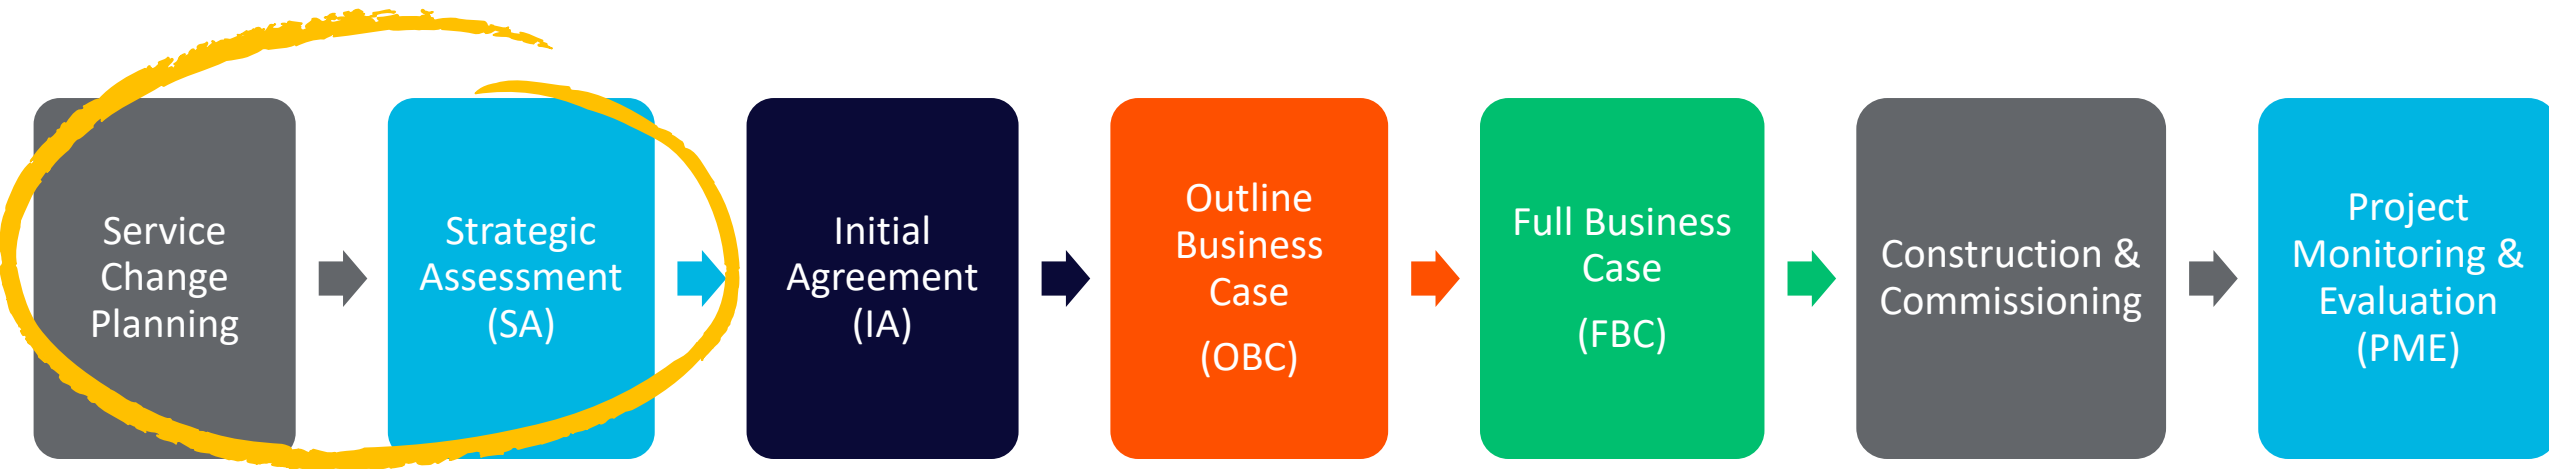 Service
Change
Planning
Strategic
Assessment
(SA)
Initial
Agreement
(IA)
Outline
Business
Case
(OBC)
Full Business
Case
(FBC)
Construction &
Commissioning
Project
Monitoring &
Evaluation
(PME)